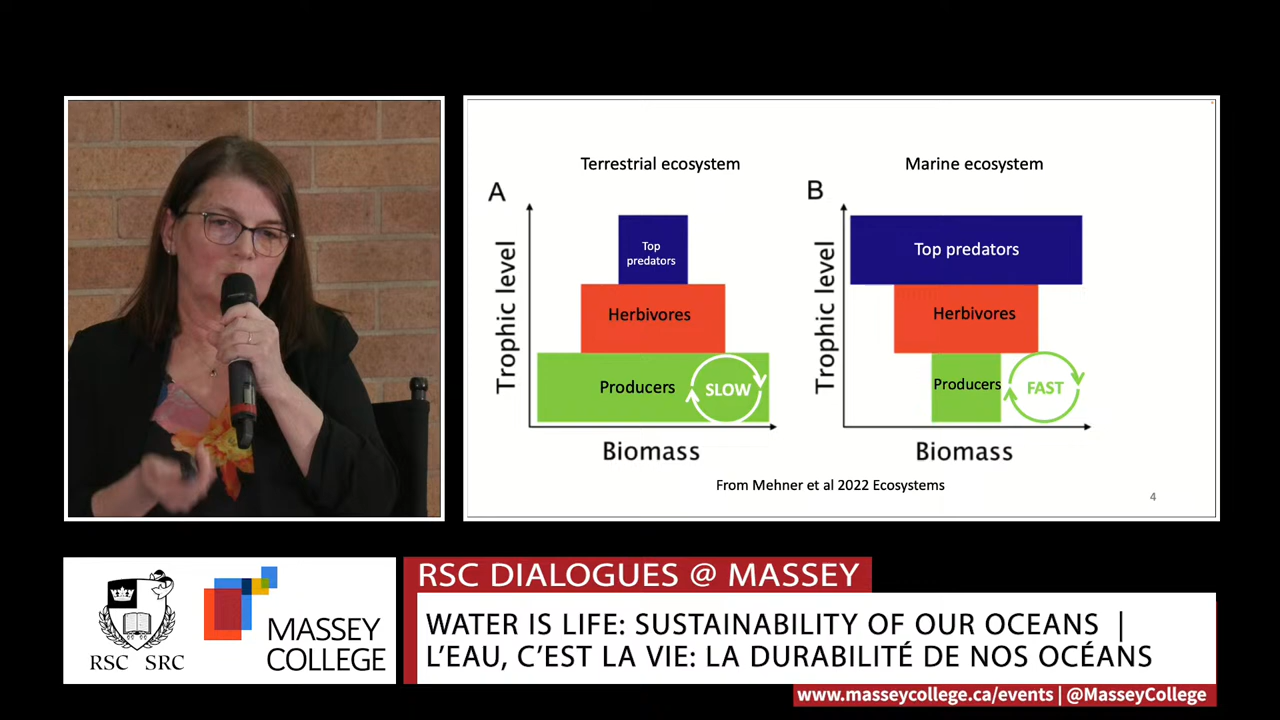 Terrestrial ecosystem
Marine ecosystem
A
B
Trophic level
Top
predators
Herbivores
Producers
SLOW
Biomass
Trophic level
Top predators
Herbivores
Producers
FAST
Biomass
From Mehner et al 2022 Ecosystems
4
RSC SRC
MASSEY
COLLEGE
RSC DIALOGUES @ MASSEY
WATER IS LIFE: SUSTAINABILITY OF OUR OCEANS |
L'EAU, C'EST LA VIE: LA DURABILITÉ DE NOS OCÉANS
www.masseycollege.ca/events | @MasseyCollege